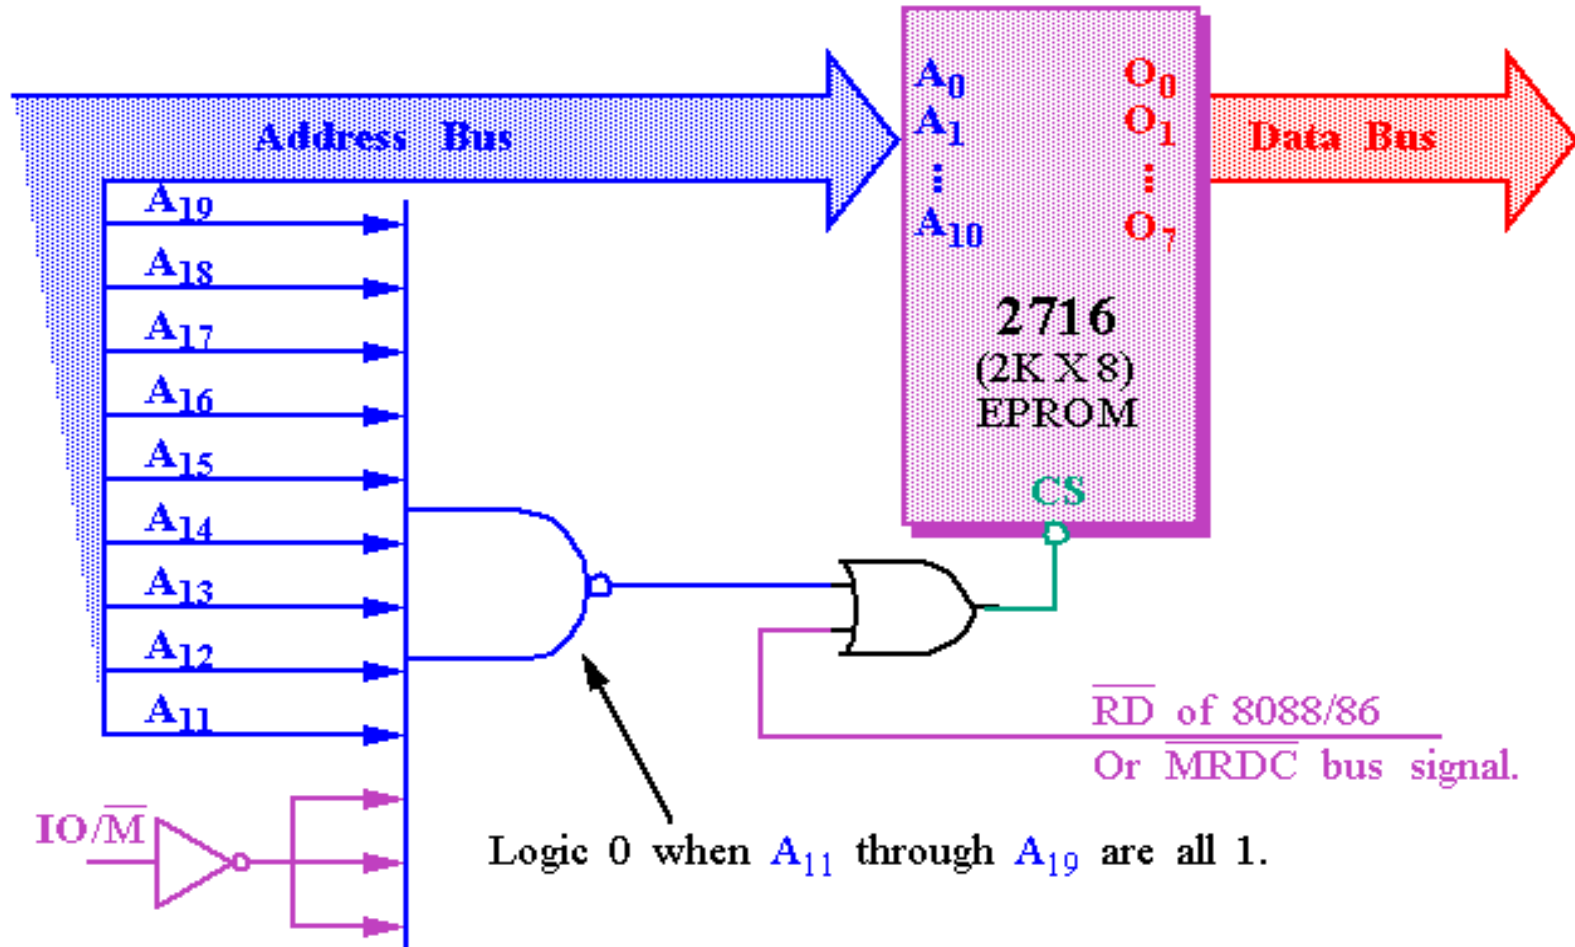 Address Bus
A₀ O₀
A₁ O₁
⋮ ⋮
A₁₀ O₇
Data Bus
A₁₉
A₁₈
A₁₇
A₁₆
A₁₅
A₁₄
A₁₃
A₁₂
A₁₁
2716
(2K X 8)
EPROM
CS
R̅D̅ of 8088/86
Or M̅R̅D̅C̅ bus signal.
IO/M̅
Logic 0 when A₁₁ through A₁₉ are all 1.